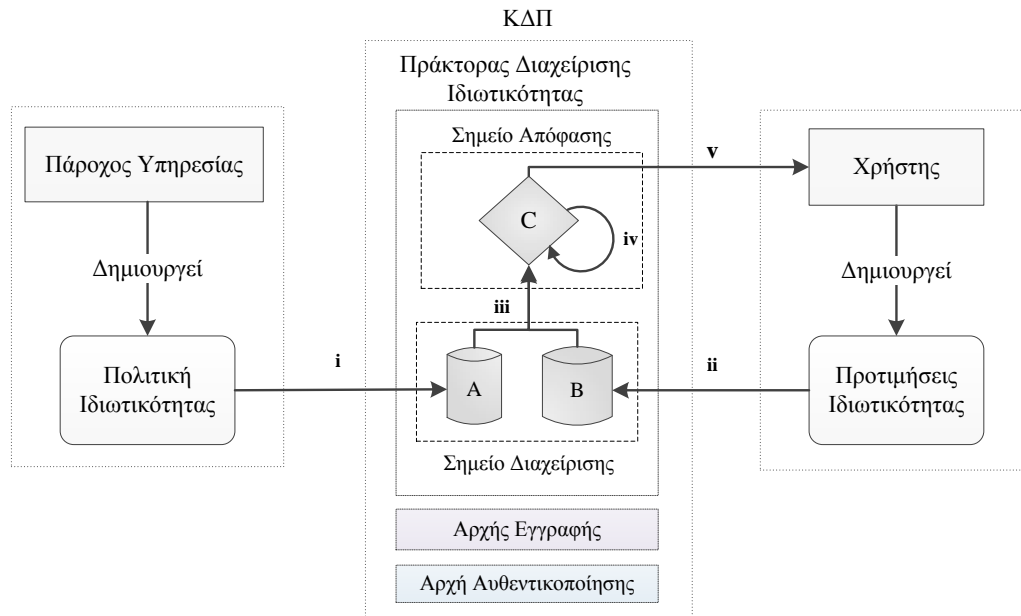 ΚΔΠ
Πράκτορας Διαχείρισης
Ιδιωτικότητας
Σημείο Απόφασης
Πάροχος Υπηρεσίας
v
Χρήστης
C
iv
Δημιουργεί
Δημιουργεί
iii
Πολιτική
Ιδιωτικότητας
i
A
B
ii
Προτιμήσεις
Ιδιωτικότητας
Σημείο Διαχείρισης
Αρχής Εγγραφής
Αρχή Αυθεντικοποίησης